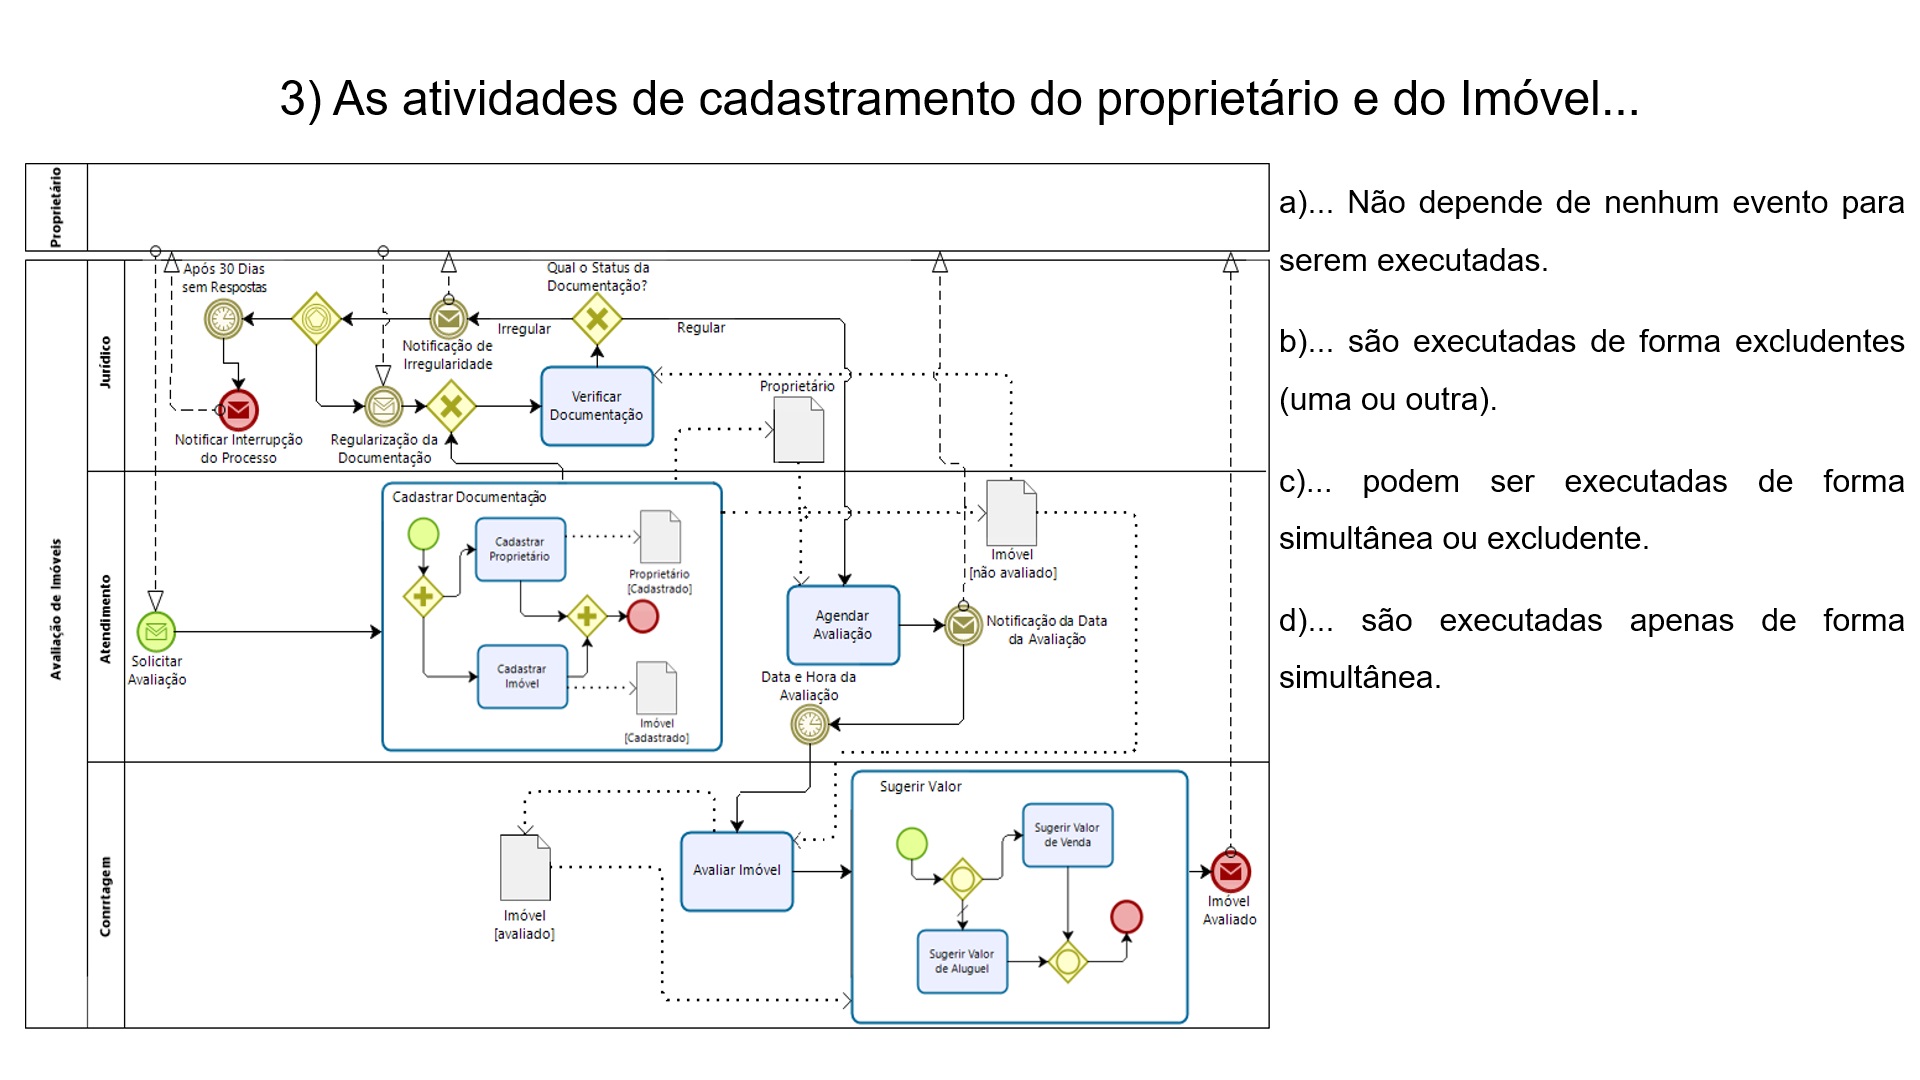 3) As atividades de cadastramento do proprietário e do Imóvel...
a)... Não depende de nenhum evento para
serem executadas.
b)... são executadas de forma excludentes
(uma ou outra).
c)... podem ser executadas de forma
simultânea ou excludente.
d)... são executadas apenas de forma
simultânea.
Proprietário
Avaliação de Imóveis
Jurídico
Após 30 Dias
sem Respostas
Notificar Interrupção
do Processo
Notificação de
Irregularidade
Irregular
Qual o Status da
Documentação?
Regular
Regularização da
Documentação
Verificar
Documentação
Proprietário
Atendimento
Solicitar
Avaliação
Cadastrar Documentação
Cadastrar
Proprietário
Proprietário
[Cadastrado]
Cadastrar
Imóvel
Imóvel
[Cadastrado]
Imóvel
[não avaliado]
Agendar
Avaliação
Notificação da Data
da Avaliação
Data e Hora da
Avaliação
Conrrtagem
Imóvel
[avaliado]
Avaliar Imóvel
Sugerir Valor
Sugerir Valor
de Venda
Sugerir Valor
de Aluguel
Imóvel
Avaliado